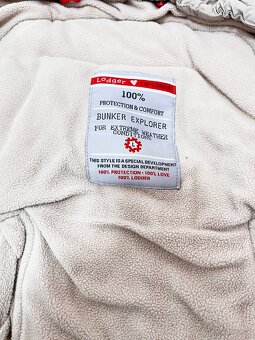 Lodger ♥
100%
PROTECTION & COMFORT
BUNKER EXPLORER
FOR EXTREME WEATHER
CONDITIONS
L
THIS STYLE IS A SPECIAL DEVELOPMENT
FROM THE DESIGN DEPARTMENT
100% PROTECTION • 100% LOVE
100% LODGER